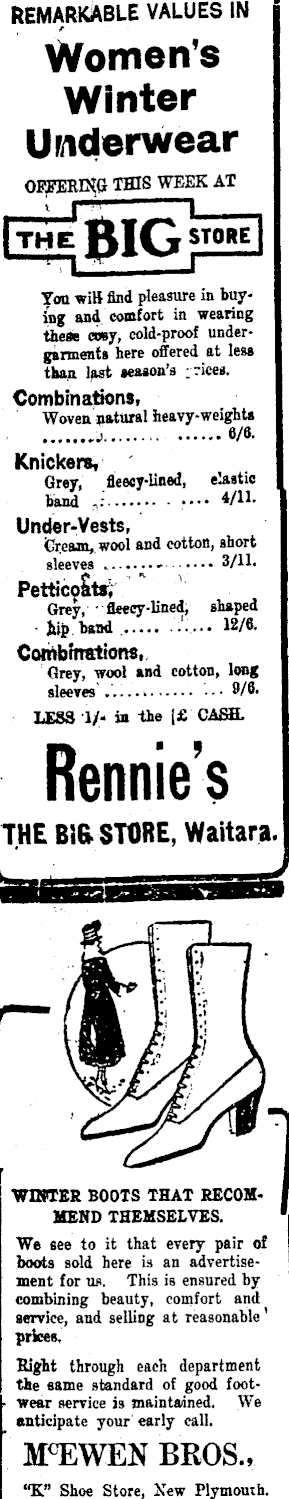 REMARKABLE VALUES IN
Women's
Winter
Underwear
OFFERING THIS WEEK AT
THE BIG STORE
You will find pleasure in buy-
ing and comfort in wearing
these cosy, cold-proof under-
garments here offered at less
than last season's prices.
Combinations,
Woven natural heavy-weights
........ ...... 6/6.
Knickers,
Grey, fleecy-lined, elastic
band ........ .... 4/11.
Under-Vests,
Cream, wool and cotton, short
sleeves ............... 3/11.
Petticoats,
Grey, fleecy-lined, shaped
hip band ..... ...... 12/6.
Combinations,
Grey, wool and cotton, long
sleeves ............ ... 9/6.
LESS 1/- in the £ CASH.
Rennie's
THE BIG STORE, Waitara.
WINTER BOOTS THAT RECOM-
MEND THEMSELVES.
We see to it that every pair of
boots sold here is an advertise-
ment for us. This is ensured by
combining beauty, comfort and
service, and selling at reasonable
prices.
Right through each department
the same standard of good foot-
wear service is maintained. We
anticipate your early call.
McEWEN BROS.,
"K" Shoe Store, New Plymouth.